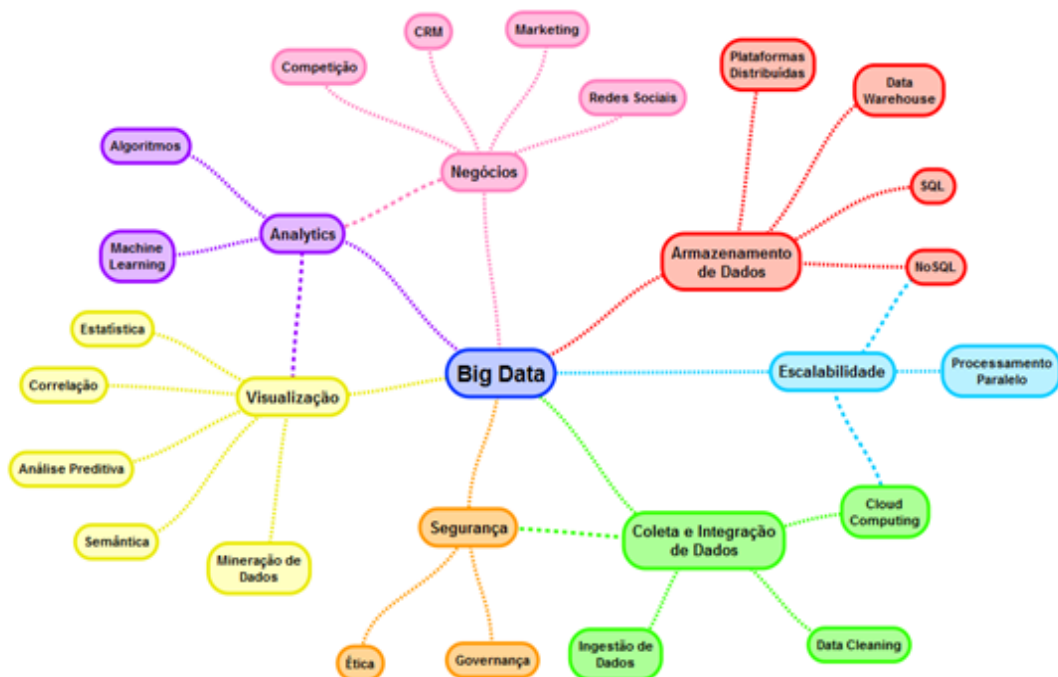 CRM
Marketing
Competição
Redes Sociais
Negócios
Plataformas
Distribuídas
Data
Warehouse
SQL
NoSQL
Armazenamento
de Dados
Algoritmos
Machine
Learning
Analytics
Big Data
Escalabilidade
Processamento
Paralelo
Estatística
Correlação
Visualização
Análise Preditiva
Semântica
Mineração de
Dados
Segurança
Ética
Governança
Coleta e Integração
de Dados
Cloud
Computing
Ingestão de
Dados
Data Cleaning